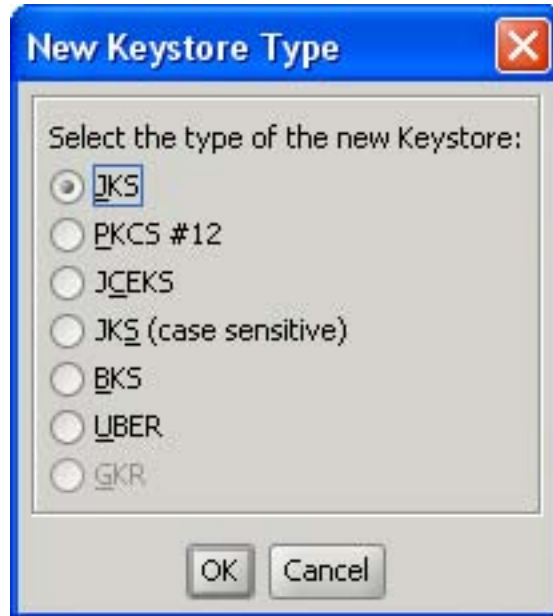 New Keystore Type
Select the type of the new Keystore:
JKS
PKCS #12
JCEKS
JKS (case sensitive)
BKS
UBER
GKR
OK Cancel